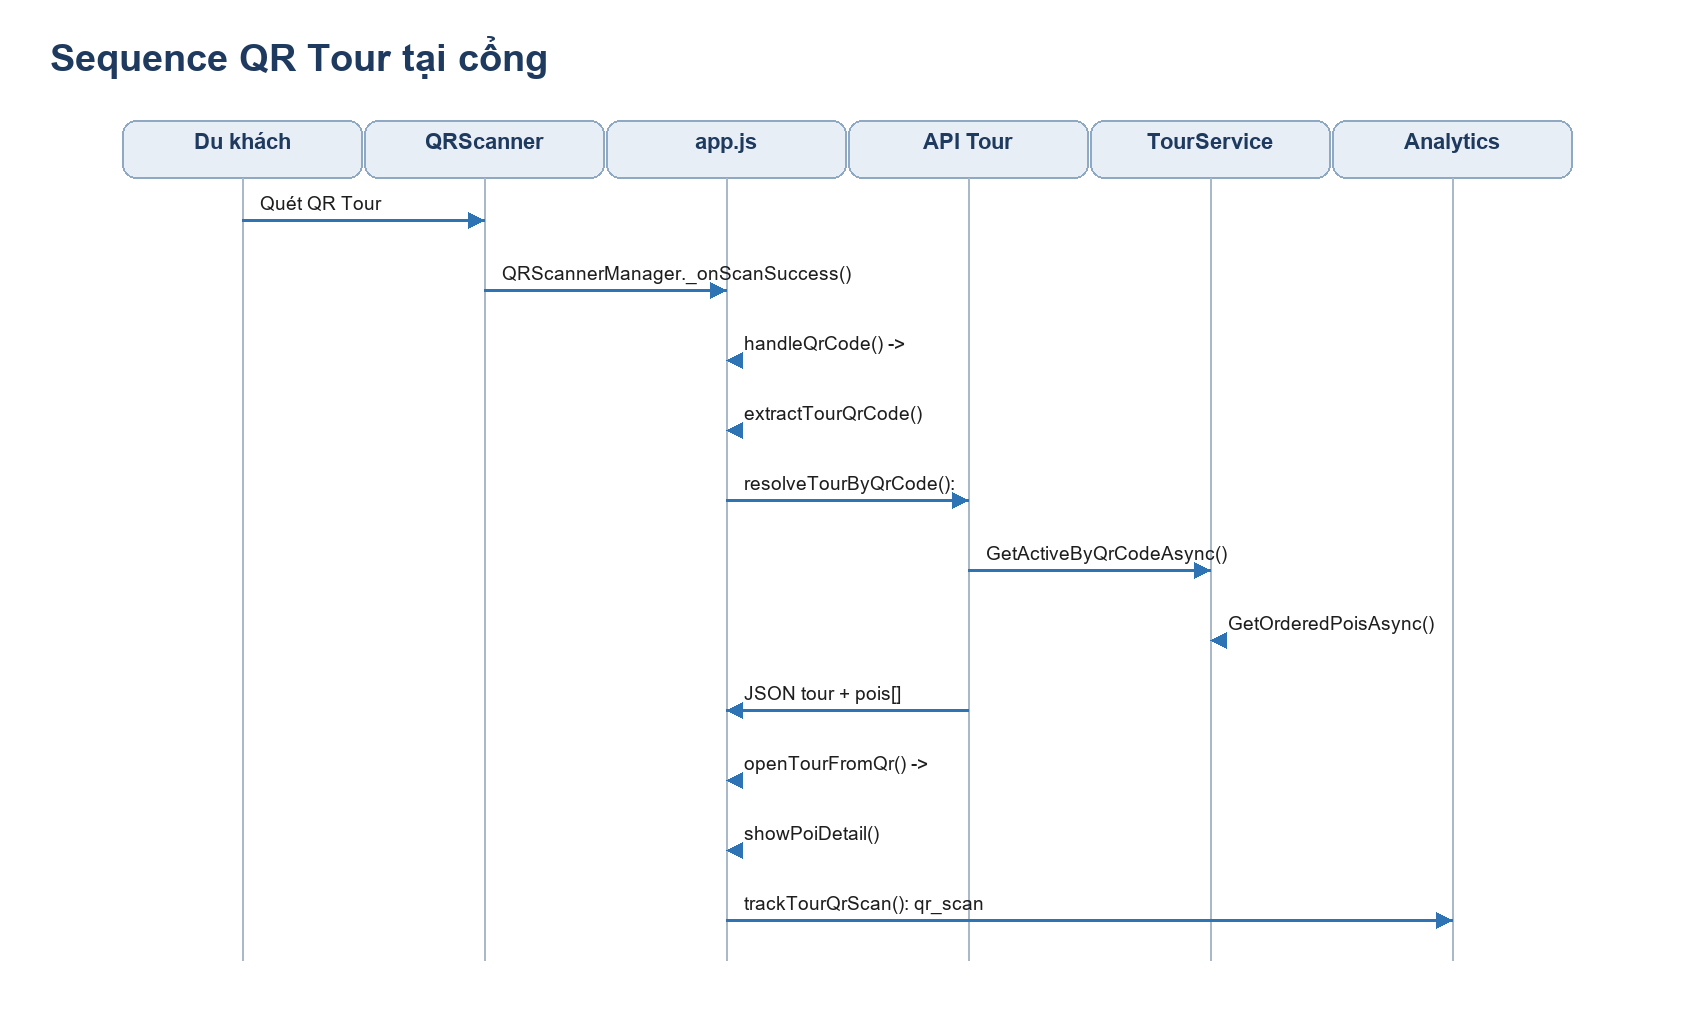 Sequence QR Tour tại cổng
Du khách
QRScanner
app.js
API Tour
TourService
Analytics
Quét QR Tour
QRScannerManager._onScanSuccess()
handleQrCode() ->
extractTourQrCode()
resolveTourByQrCode():
GetActiveByQrCodeAsync()
GetOrderedPoisAsync()
JSON tour + pois[]
openTourFromQr() ->
showPoiDetail()
trackTourQrScan(): qr_scan